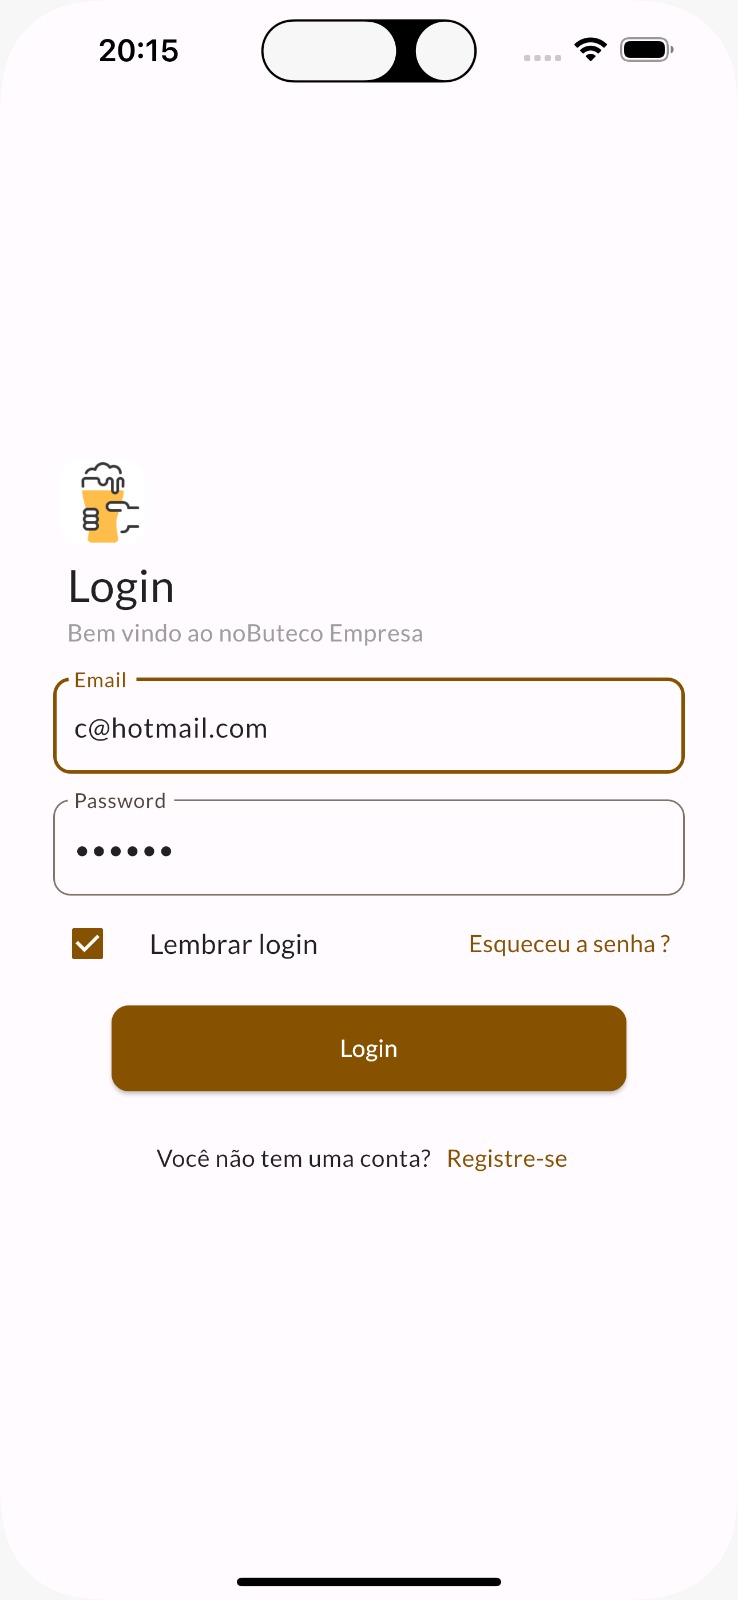 20:15
Login
Bem vindo ao noButeco Empresa
Email
c@hotmail.com
Password
••••••
Lembrar login
Esqueceu a senha ?
Login
Você não tem uma conta? Registre-se